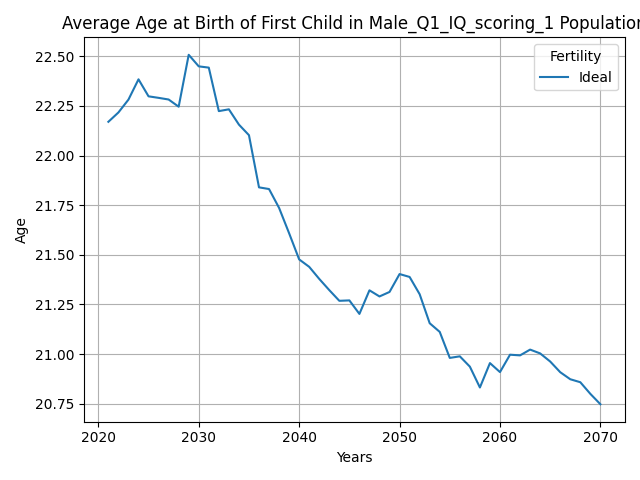 Average Age at Birth of First Child in Male_Q1_IQ_scoring_1 Population
Fertility
Ideal
22.50
22.25
22.00
21.75
21.50
21.25
21.00
20.75
Age
2020 2030 2040 2050 2060 2070
Years